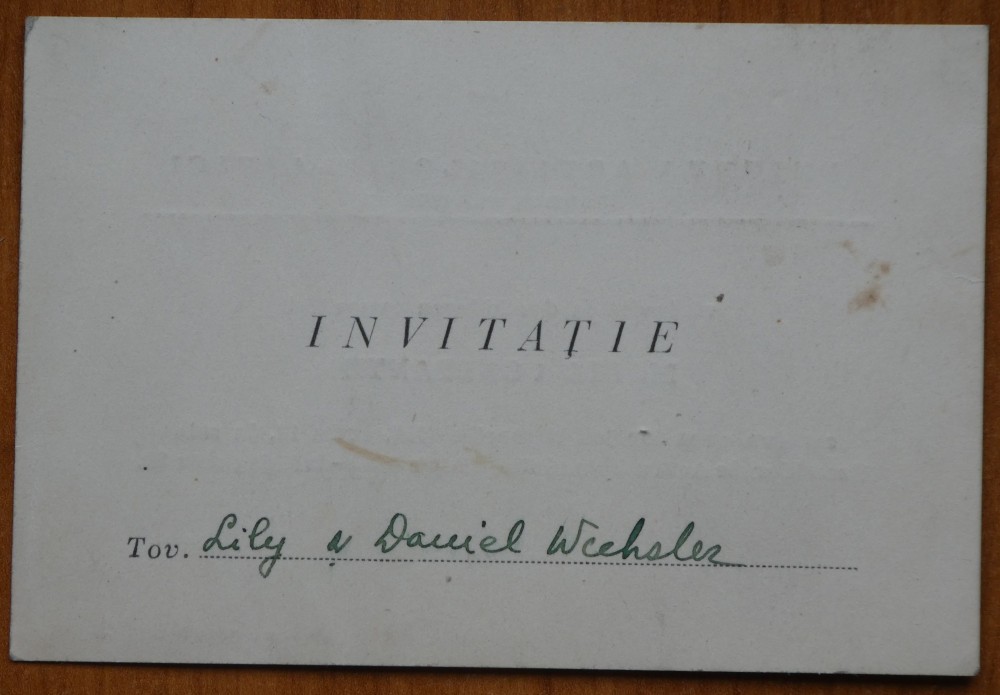 INVITAȚIE
Tov. Lily și Daniel Wechsler